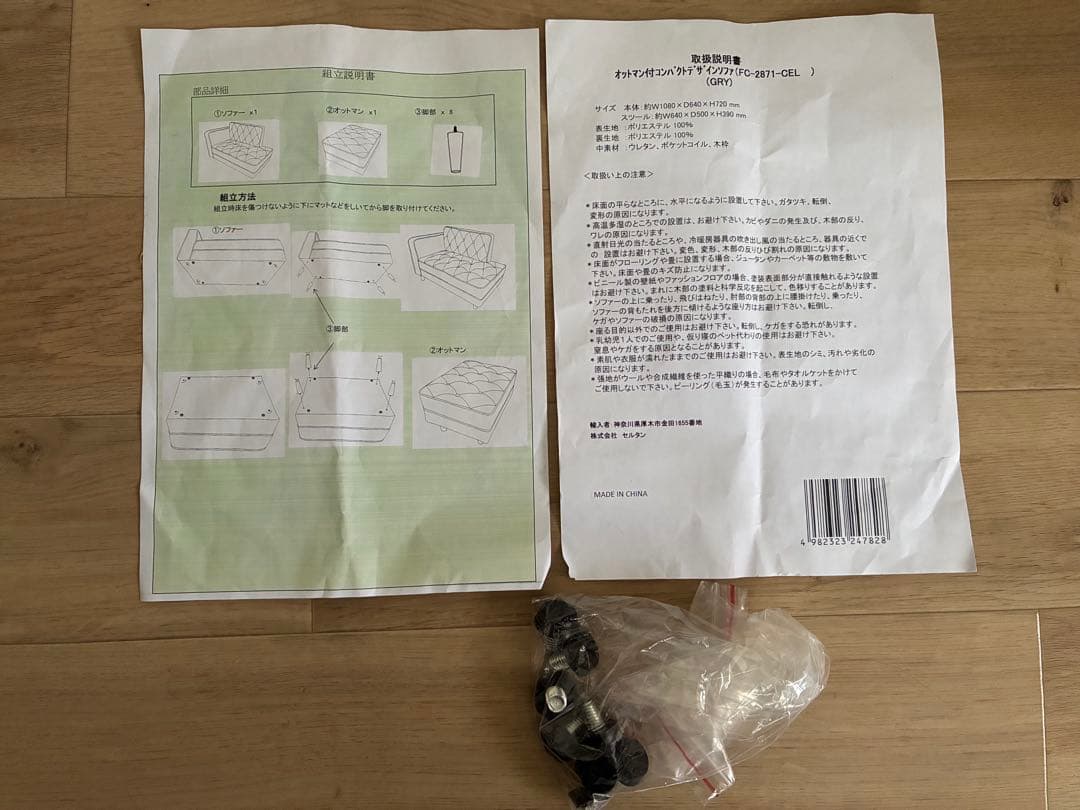 組立説明書
部品詳細
①ソファー x1
②オットマン x1
③脚部 x 8
組立方法
組立時床を傷つけないように下にマットなどをしいてから脚を取り付けてください。
①ソファー
③脚部
②オットマン
取扱説明書
オットマン付コンパクトデザインソファ(FC-2871-CEL )
(GRY)
サイズ 本体:約W1080×D640×H720 mm
スツール:約W640×D500×H390 mm
表生地 :ポリエステル 100%
裏生地 :ポリエステル 100%
中素材 :ウレタン、ポケットコイル、木枠
<取扱い上の注意>
*床面の平らなところに、水平になるように設置して下さい。ガタツキ、転倒、
変形の原因になります。
*高温多湿のところでの設置は、お避け下さい。カビやダニの発生及び、木部の反り、
ワレの原因になります。
*直射日光の当たるところや、冷暖房器具の吹き出し風の当たるところ、器具の近くで
の 設置はお避け下さい。変色、変形、木部の反りひび割れの原因になります。
*床面がフローリングや畳に設置する場合、ジュータンやカーペット等の敷物を敷いて
下さい。床面や畳のキズ防止になります。
*ビニール製の壁紙やファッションフロアの場合、塗装表面部分が直接触れるような設置
はお避け下さい。まれに木部の塗料と科学反応を起こして、色移りすることがあります。
*ソファーの上に乗ったり、飛びはねたり、肘部の背部の上に腰掛けたり、乗ったり、
ソファーの背もたれを後方に傾けるような座り方はお避け下さい。転倒し、
ケガやソファーの破損の原因になります。
*座る目的以外でのご使用はお避け下さい。転倒し、ケガをする恐れがあります。
*乳幼児1人でのご使用や、仮り寝のベット代わりの使用はお避け下さい。
窒息やケガをする原因となることがあります。
*素肌や衣服が濡れたままでのご使用はお避け下さい。表生地のシミ、汚れや劣化の
原因になります。
*張地がウールや合成繊維を使った平織りの場合、毛布やタオルケットをかけて
ご使用しないで下さい。ピーリング(毛玉)が発生することがあります。
輸入者:神奈川県厚木市金田1655番地
株式会社 セルタン
MADE IN CHINA
4 982323 247828